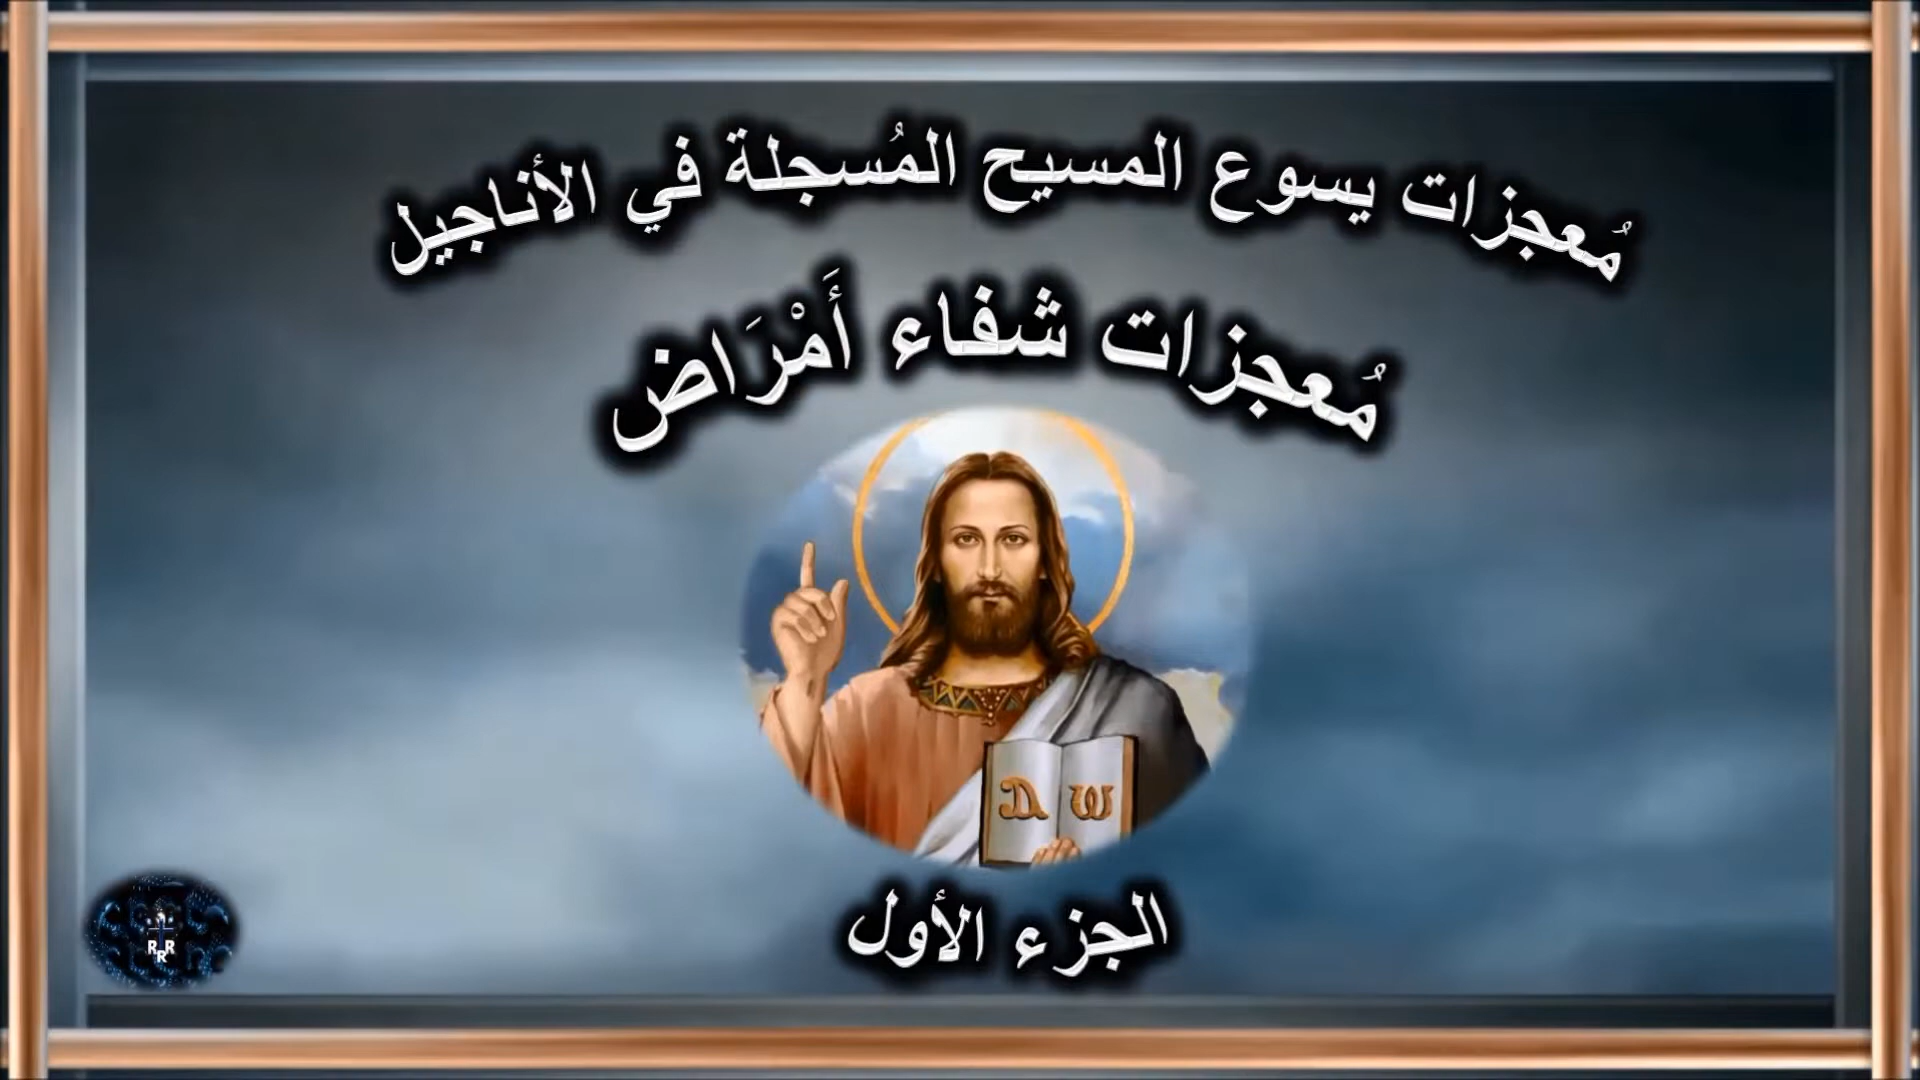 مُعجزات يسوع المسيح المُسجلة في الأناجيل
مُعجزات شفاء أَمْرَاض
D W
الجزء الأول
R R R